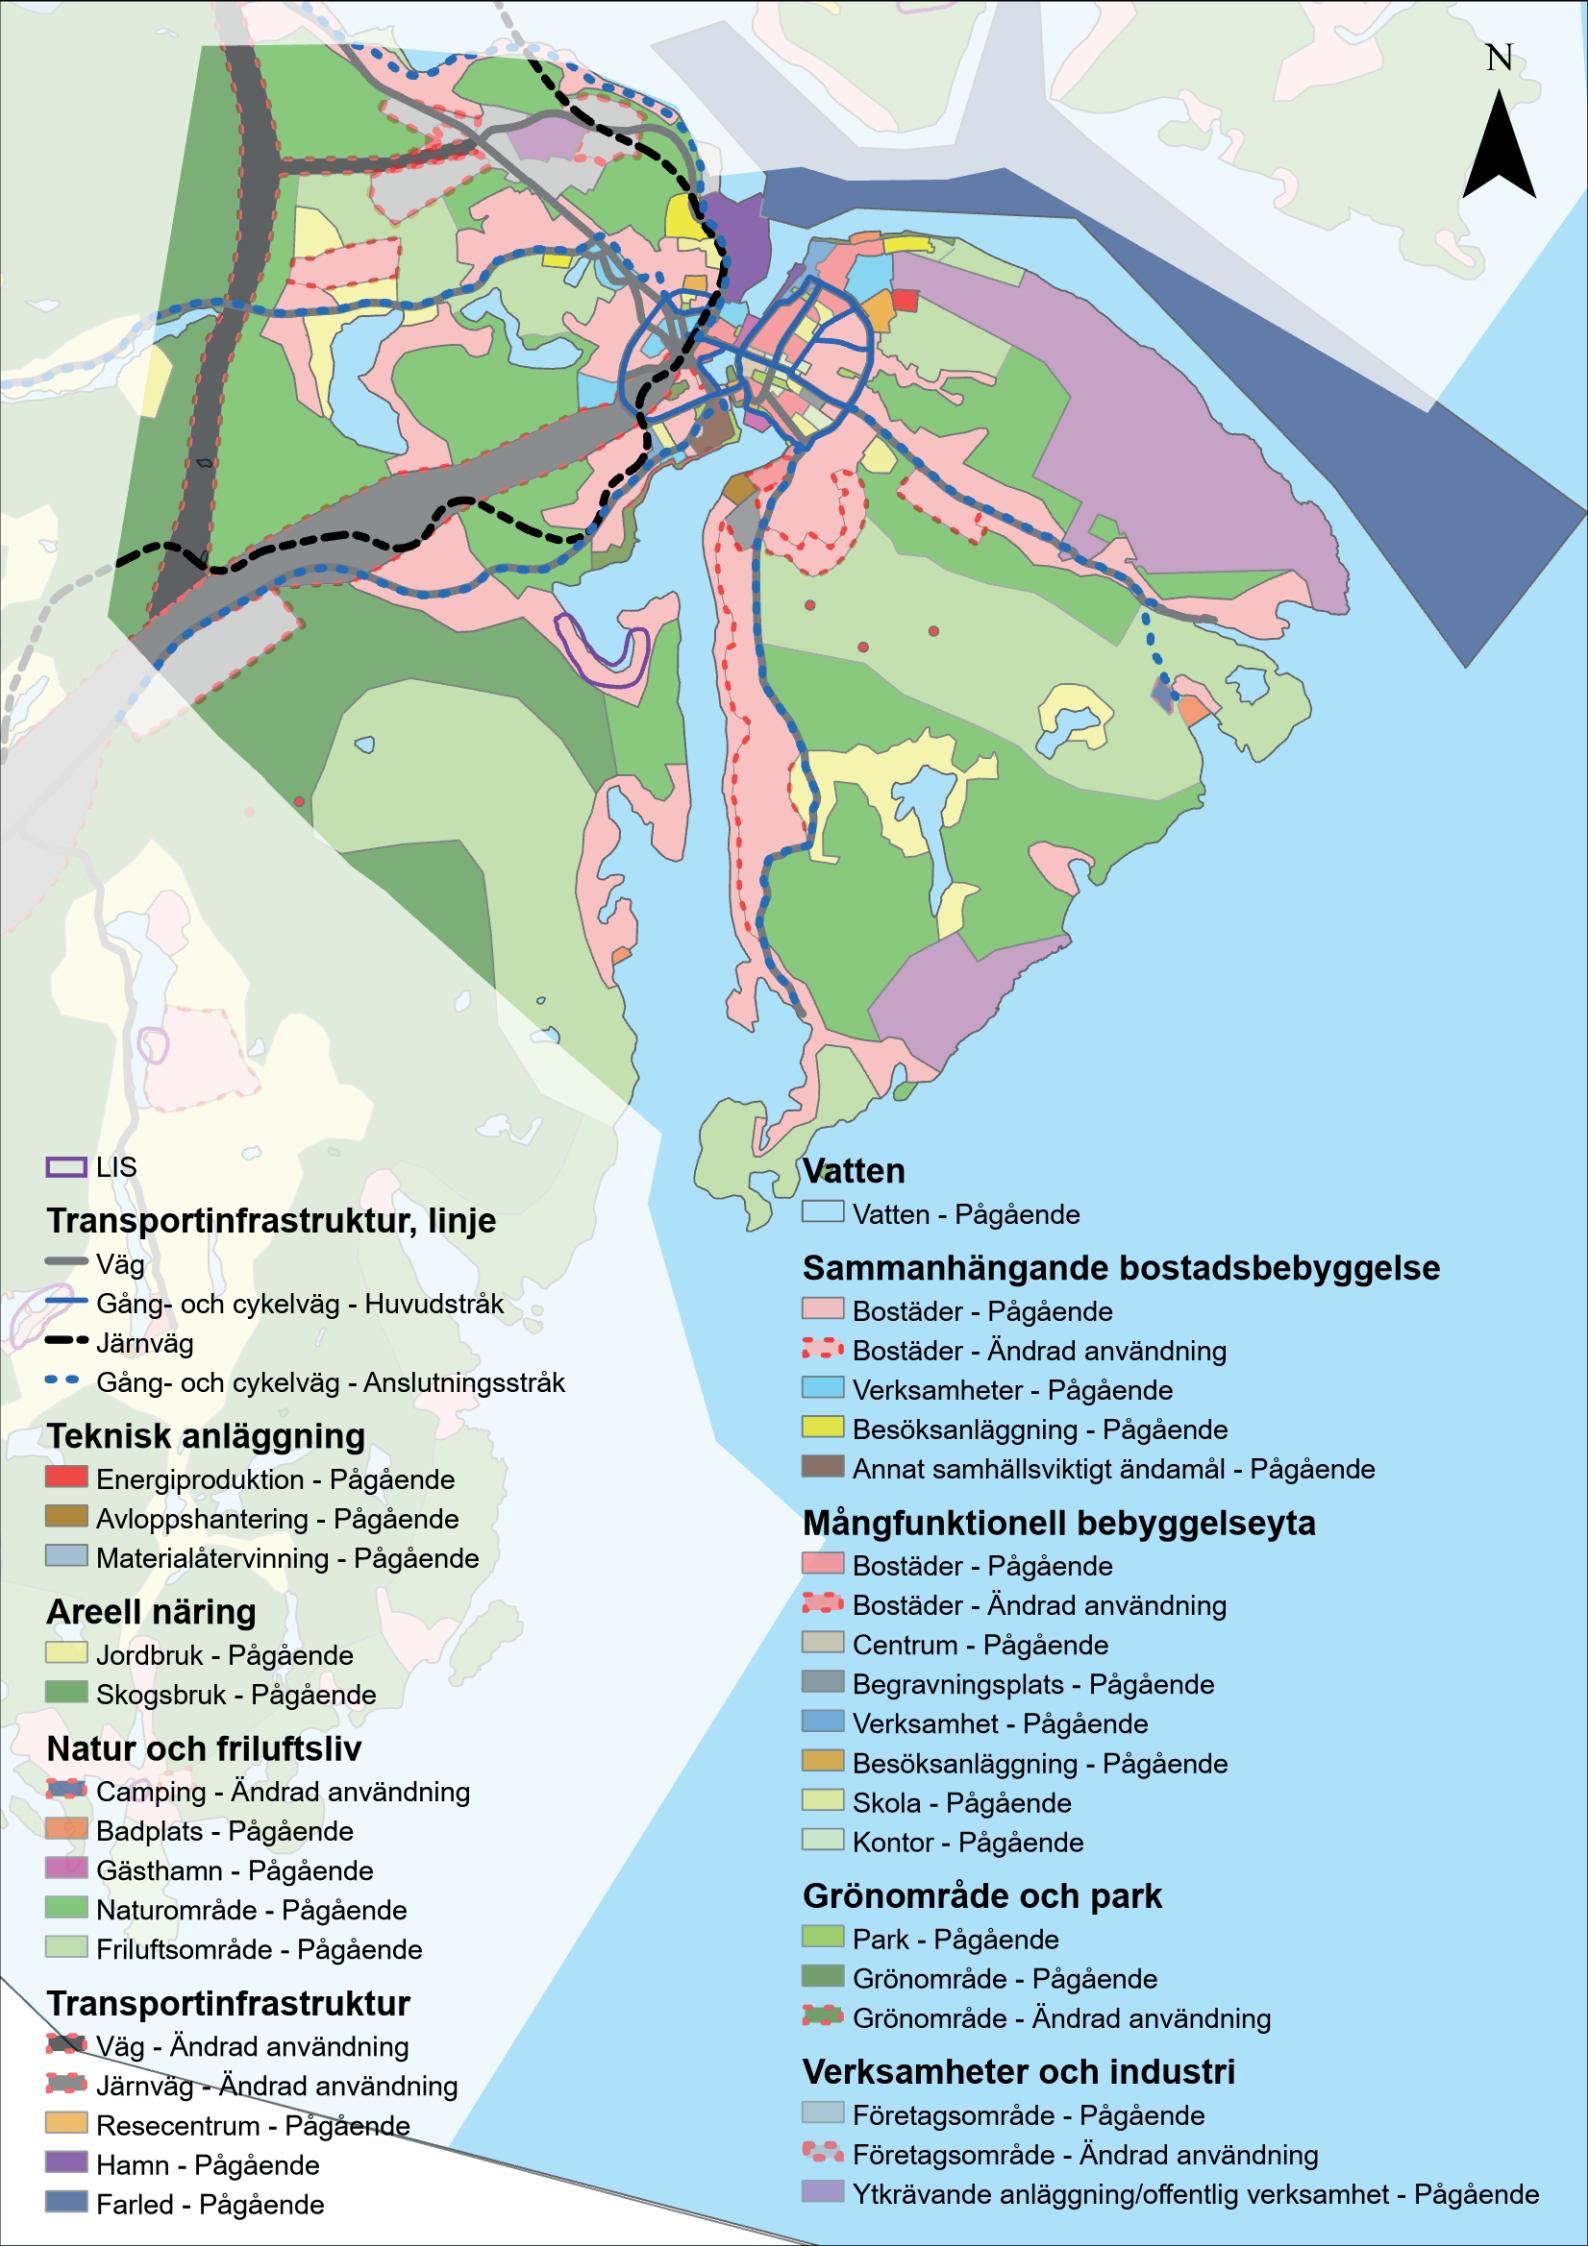 N
LIS
Transportinfrastruktur, linje
Väg
Gång- och cykelväg - Huvudstråk
Järnväg
Gång- och cykelväg - Anslutningsstråk
Teknisk anläggning
Energiproduktion - Pågående
Avloppshantering - Pågående
Materialåtervinning - Pågående
Areell näring
Jordbruk - Pågående
Skogsbruk - Pågående
Natur och friluftsliv
Camping - Ändrad användning
Badplats - Pågående
Gästhamn - Pågående
Naturområde - Pågående
Friluftsområde - Pågående
Transportinfrastruktur
Väg - Ändrad användning
Järnväg - Ändrad användning
Resecentrum - Pågående
Hamn - Pågående
Farled - Pågående
Vatten
Vatten - Pågående
Sammanhängande bostadsbebyggelse
Bostäder - Pågående
Bostäder - Ändrad användning
Verksamheter - Pågående
Besöksanläggning - Pågående
Annat samhällsviktigt ändamål - Pågående
Mångfunktionell bebyggelseyta
Bostäder - Pågående
Bostäder - Ändrad användning
Centrum - Pågående
Begravningsplats - Pågående
Verksamhet - Pågående
Besöksanläggning - Pågående
Skola - Pågående
Kontor - Pågående
Grönområde och park
Park - Pågående
Grönområde - Pågående
Grönområde - Ändrad användning
Verksamheter och industri
Företagsområde - Pågående
Företagsområde - Ändrad användning
Ytkrävande anläggning/offentlig verksamhet - Pågående